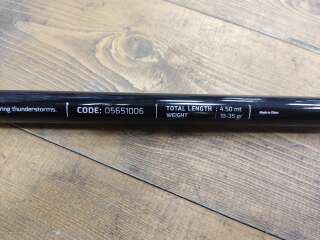 ring thunderstorms.
CODE: 05651006
TOTAL LENGTH : 4.50 mt
WEIGHT : 15-35 gr
Made in China